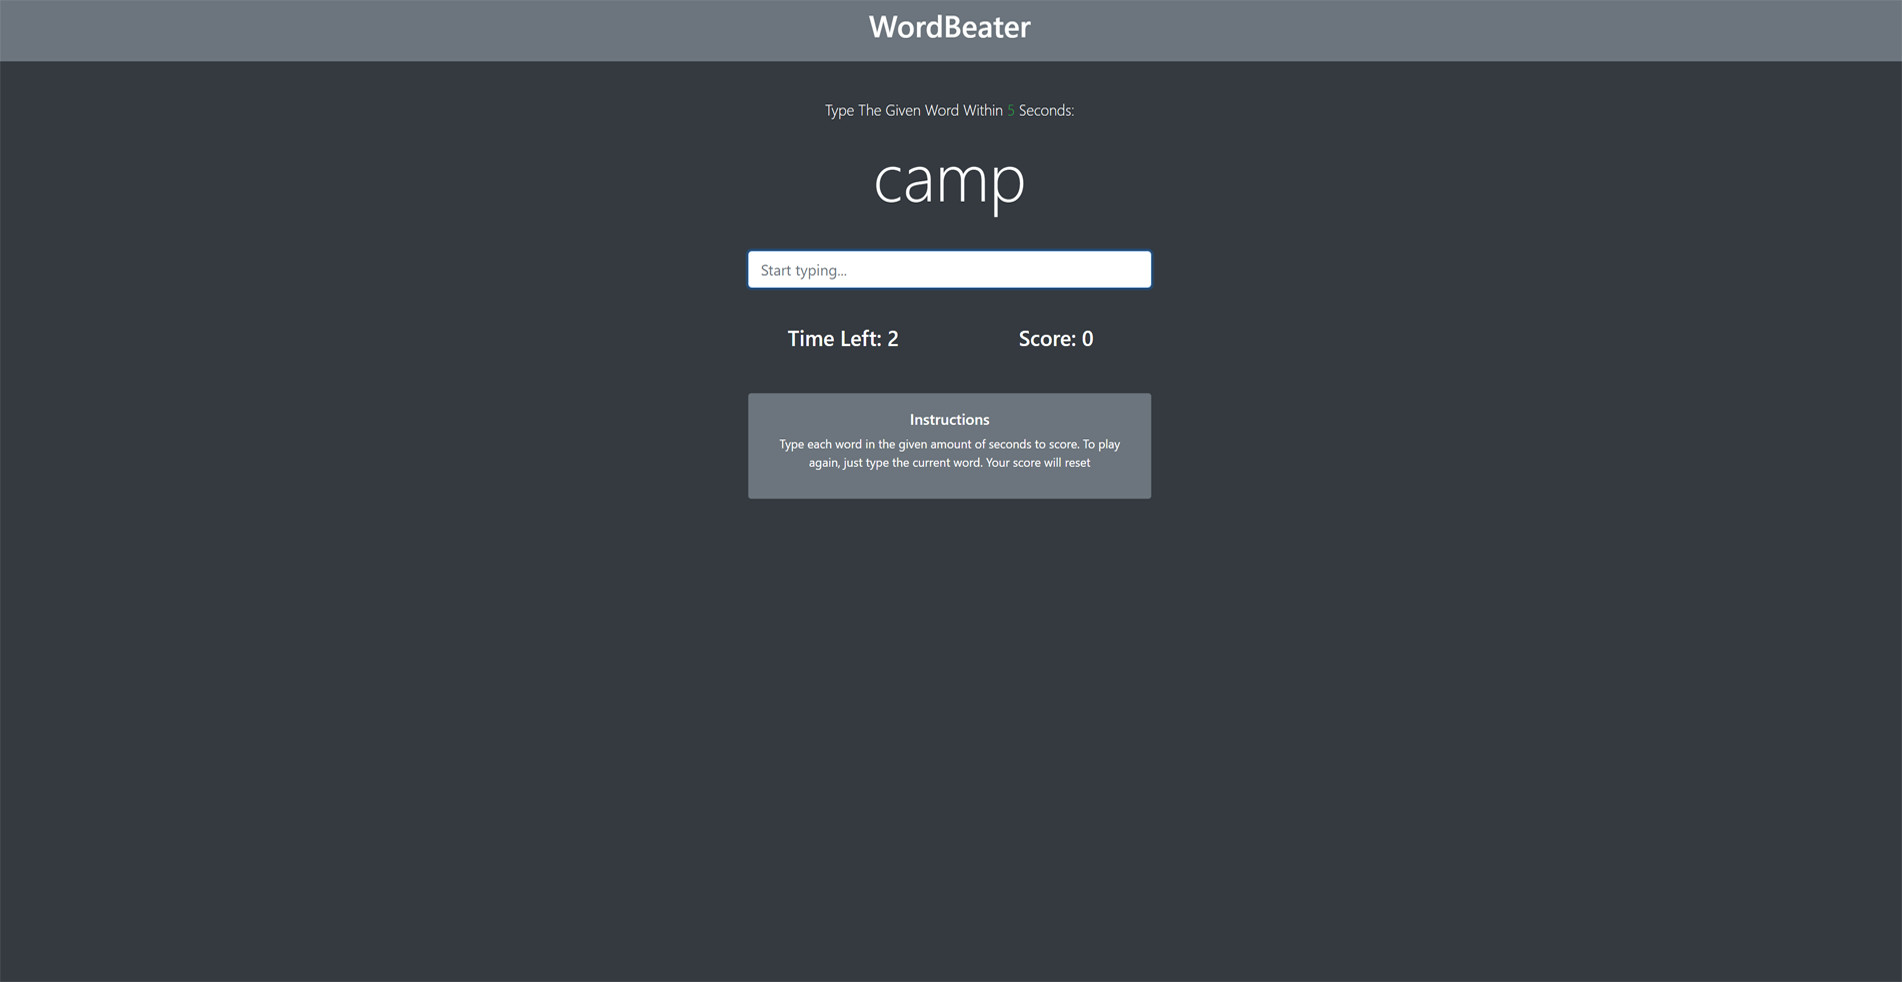 WordBeater
Type The Given Word Within 5 Seconds:
camp
Start typing...
Time Left: 2
Score: 0
Instructions
Type each word in the given amount of seconds to score. To play
again, just type the current word. Your score will reset